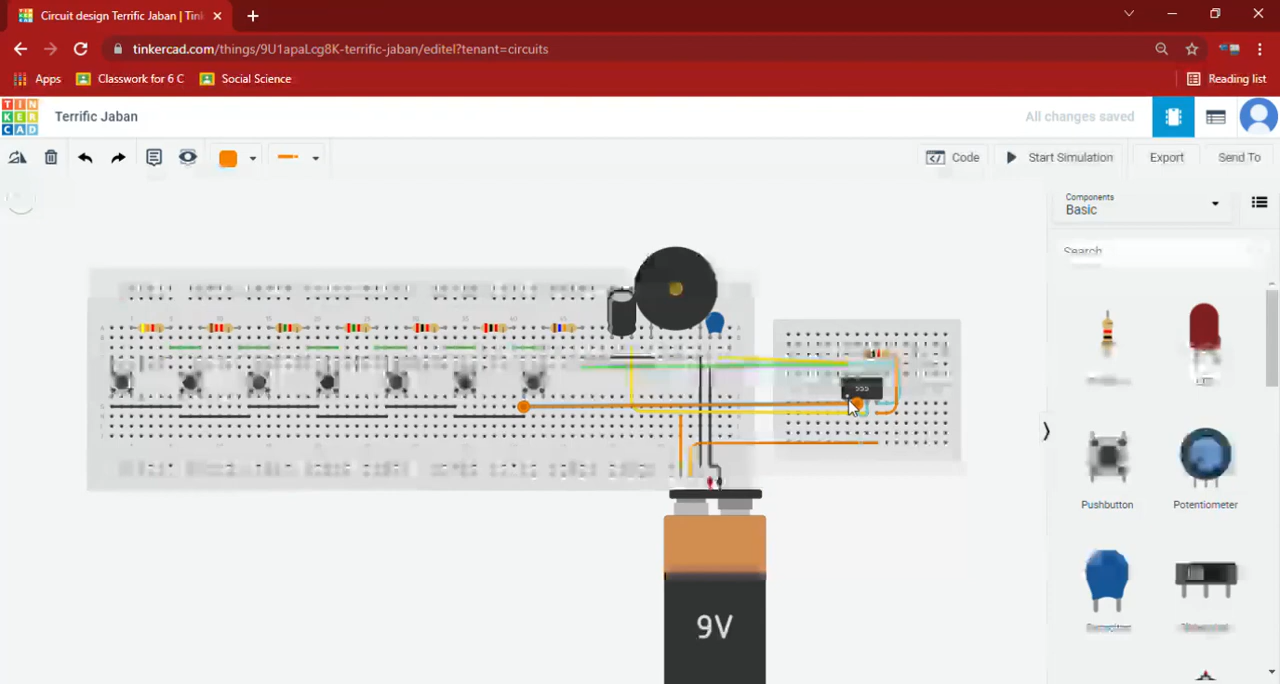 Circuit design Terrific Jaban | Tink
tinkercad.com/things/9U1apaLcg8K-terrific-jaban/editel?tenant=circuits
Apps Classwork for 6 C Social Science Reading list
TIN
KER
CAD
Terrific Jaban All changes saved
Code Start Simulation Export Send To
Components
Basic
Search
Pushbutton Potentiometer
9V